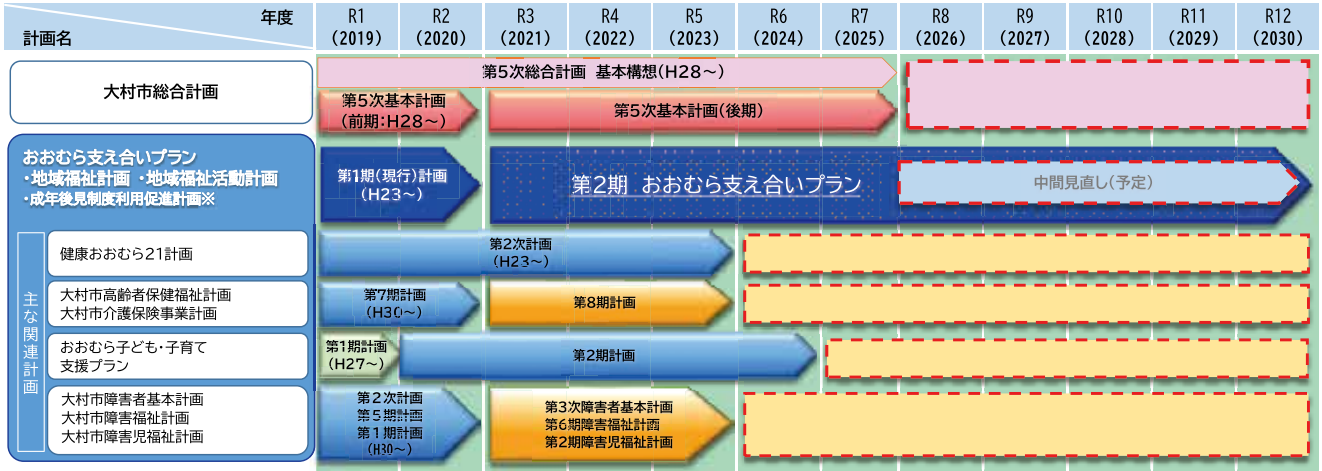 年度
計画名
R1 R2 R3 R4 R5 R6 R7 R8 R9 R10 R11 R12
(2019) (2020) (2021) (2022) (2023) (2024) (2025) (2026) (2027) (2028) (2029) (2030)
大村市総合計画
第5次総合計画 基本構想(H28～)
第5次基本計画
(前期:H28～)
第5次基本計画(後期)
おおむら支え合いプラン
・地域福祉計画 ・地域福祉活動計画
・成年後見制度利用促進計画※
第1期(現行)計画
(H23～)
第2期 おおむら支え合いプラン
中間見直し(予定)
主な関連計画
健康おおむら21計画
第2次計画
(H23～)
大村市高齢者保健福祉計画
大村市介護保険事業計画
第7期計画
(H30～)
第8期計画
おおむら子ども・子育て
支援プラン
第1期計画
(H27～)
第2期計画
大村市障害者基本計画
大村市障害福祉計画
大村市障害児福祉計画
第2次計画
第5期計画
第1期計画
(H30～)
第3次障害者基本計画
第6期障害福祉計画
第2期障害児福祉計画